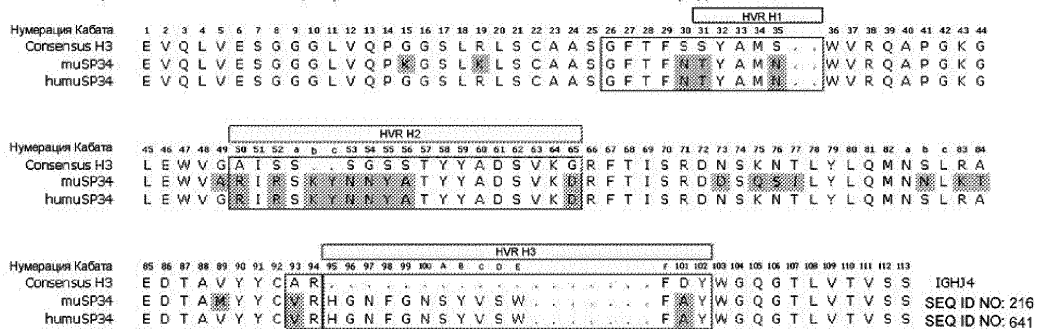 HVR H1
Нумерация Кабата 1 2 3 4 5 6 7 8 9 10 11 12 13 14 15 16 17 18 19 20 21 22 23 24 25 26 27 28 29 30 31 32 33 34 35 36 37 38 39 40 41 42 43 44
Consensus H3 E V Q L V E S G G G L V Q P G G S L R L S C A A S G F T F S S Y A M S . . W V R Q A P G K G
muSP34 E V Q L V E S G G G L V Q P K G S L K L S C A A S G F T F N T Y A M N . . W V R Q A P G K G
humuSP34 E V Q L V E S G G G L V Q P G G S L R L S C A A S G F T F N T Y A M N . . W V R Q A P G K G
HVR H2
Нумерация Кабата 45 46 47 48 49 50 51 52 a b c 53 54 55 56 57 58 59 60 61 62 63 64 65 66 67 68 69 70 71 72 73 74 75 76 77 78 79 80 81 82 a b c 83 84
Consensus H3 L E W V G A I S S . . S G S S T Y Y A D S V K G R F T I S R D N S K N T L Y L Q M N S L R A
muSP34 L E W V A R I R S K Y N N Y A T Y Y A D S V K D R F T I S R D D S Q S I L Y L Q M N N L K T
humuSP34 L E W V G R I R S K Y N N Y A T Y Y A D S V K D R F T I S R D N S K N T L Y L Q M N S L R A
HVR H3
Нумерация Кабата 85 86 87 88 89 90 91 92 93 94 95 96 97 98 99 100 A B C D E F 101 102 103 104 105 106 107 108 109 110 111 112 113
Consensus H3 E D T A V Y Y C A R . . . . . . . . . . . . . . . . . . . F D Y W G Q G T L V T V S S IGHJ4
muSP34 E D T A M Y Y C V R H G N F G N S Y V S W . . . . . . . . F A Y W G Q G T L V T V S S SEQ ID NO: 216
humuSP34 E D T A V Y Y C V R H G N F G N S Y V S W . . . . . . . . F A Y W G Q G T L V T V S S SEQ ID NO: 641